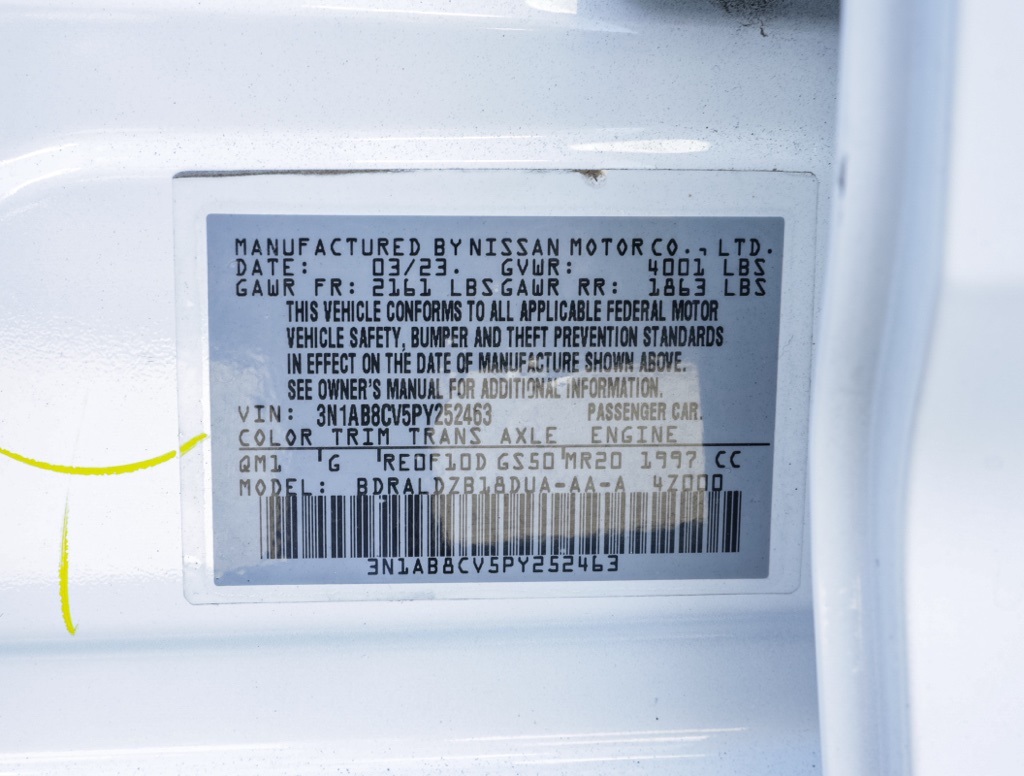 MANUFACTURED BY NISSAN MOTOR CO., LTD.
DATE: 03/23. GVWR: 4001 LBS
GAWR FR: 2161 LBS GAWR RR: 1863 LBS
THIS VEHICLE CONFORMS TO ALL APPLICABLE FEDERAL MOTOR
VEHICLE SAFETY, BUMPER AND THEFT PREVENTION STANDARDS
IN EFFECT ON THE DATE OF MANUFACTURE SHOWN ABOVE.
SEE OWNER'S MANUAL FOR ADDITIONAL INFORMATION.
VIN: 3N1AB8CV5PY252463 PASSENGER CAR.
COLOR TRIM TRANS AXLE ENGINE
QM1 'G 'RE0F10D GS50'MR20 1997 CC
MODEL: BDRALDZB18DUA-AA-A 4Z000
3N1AB8CV5PY252463